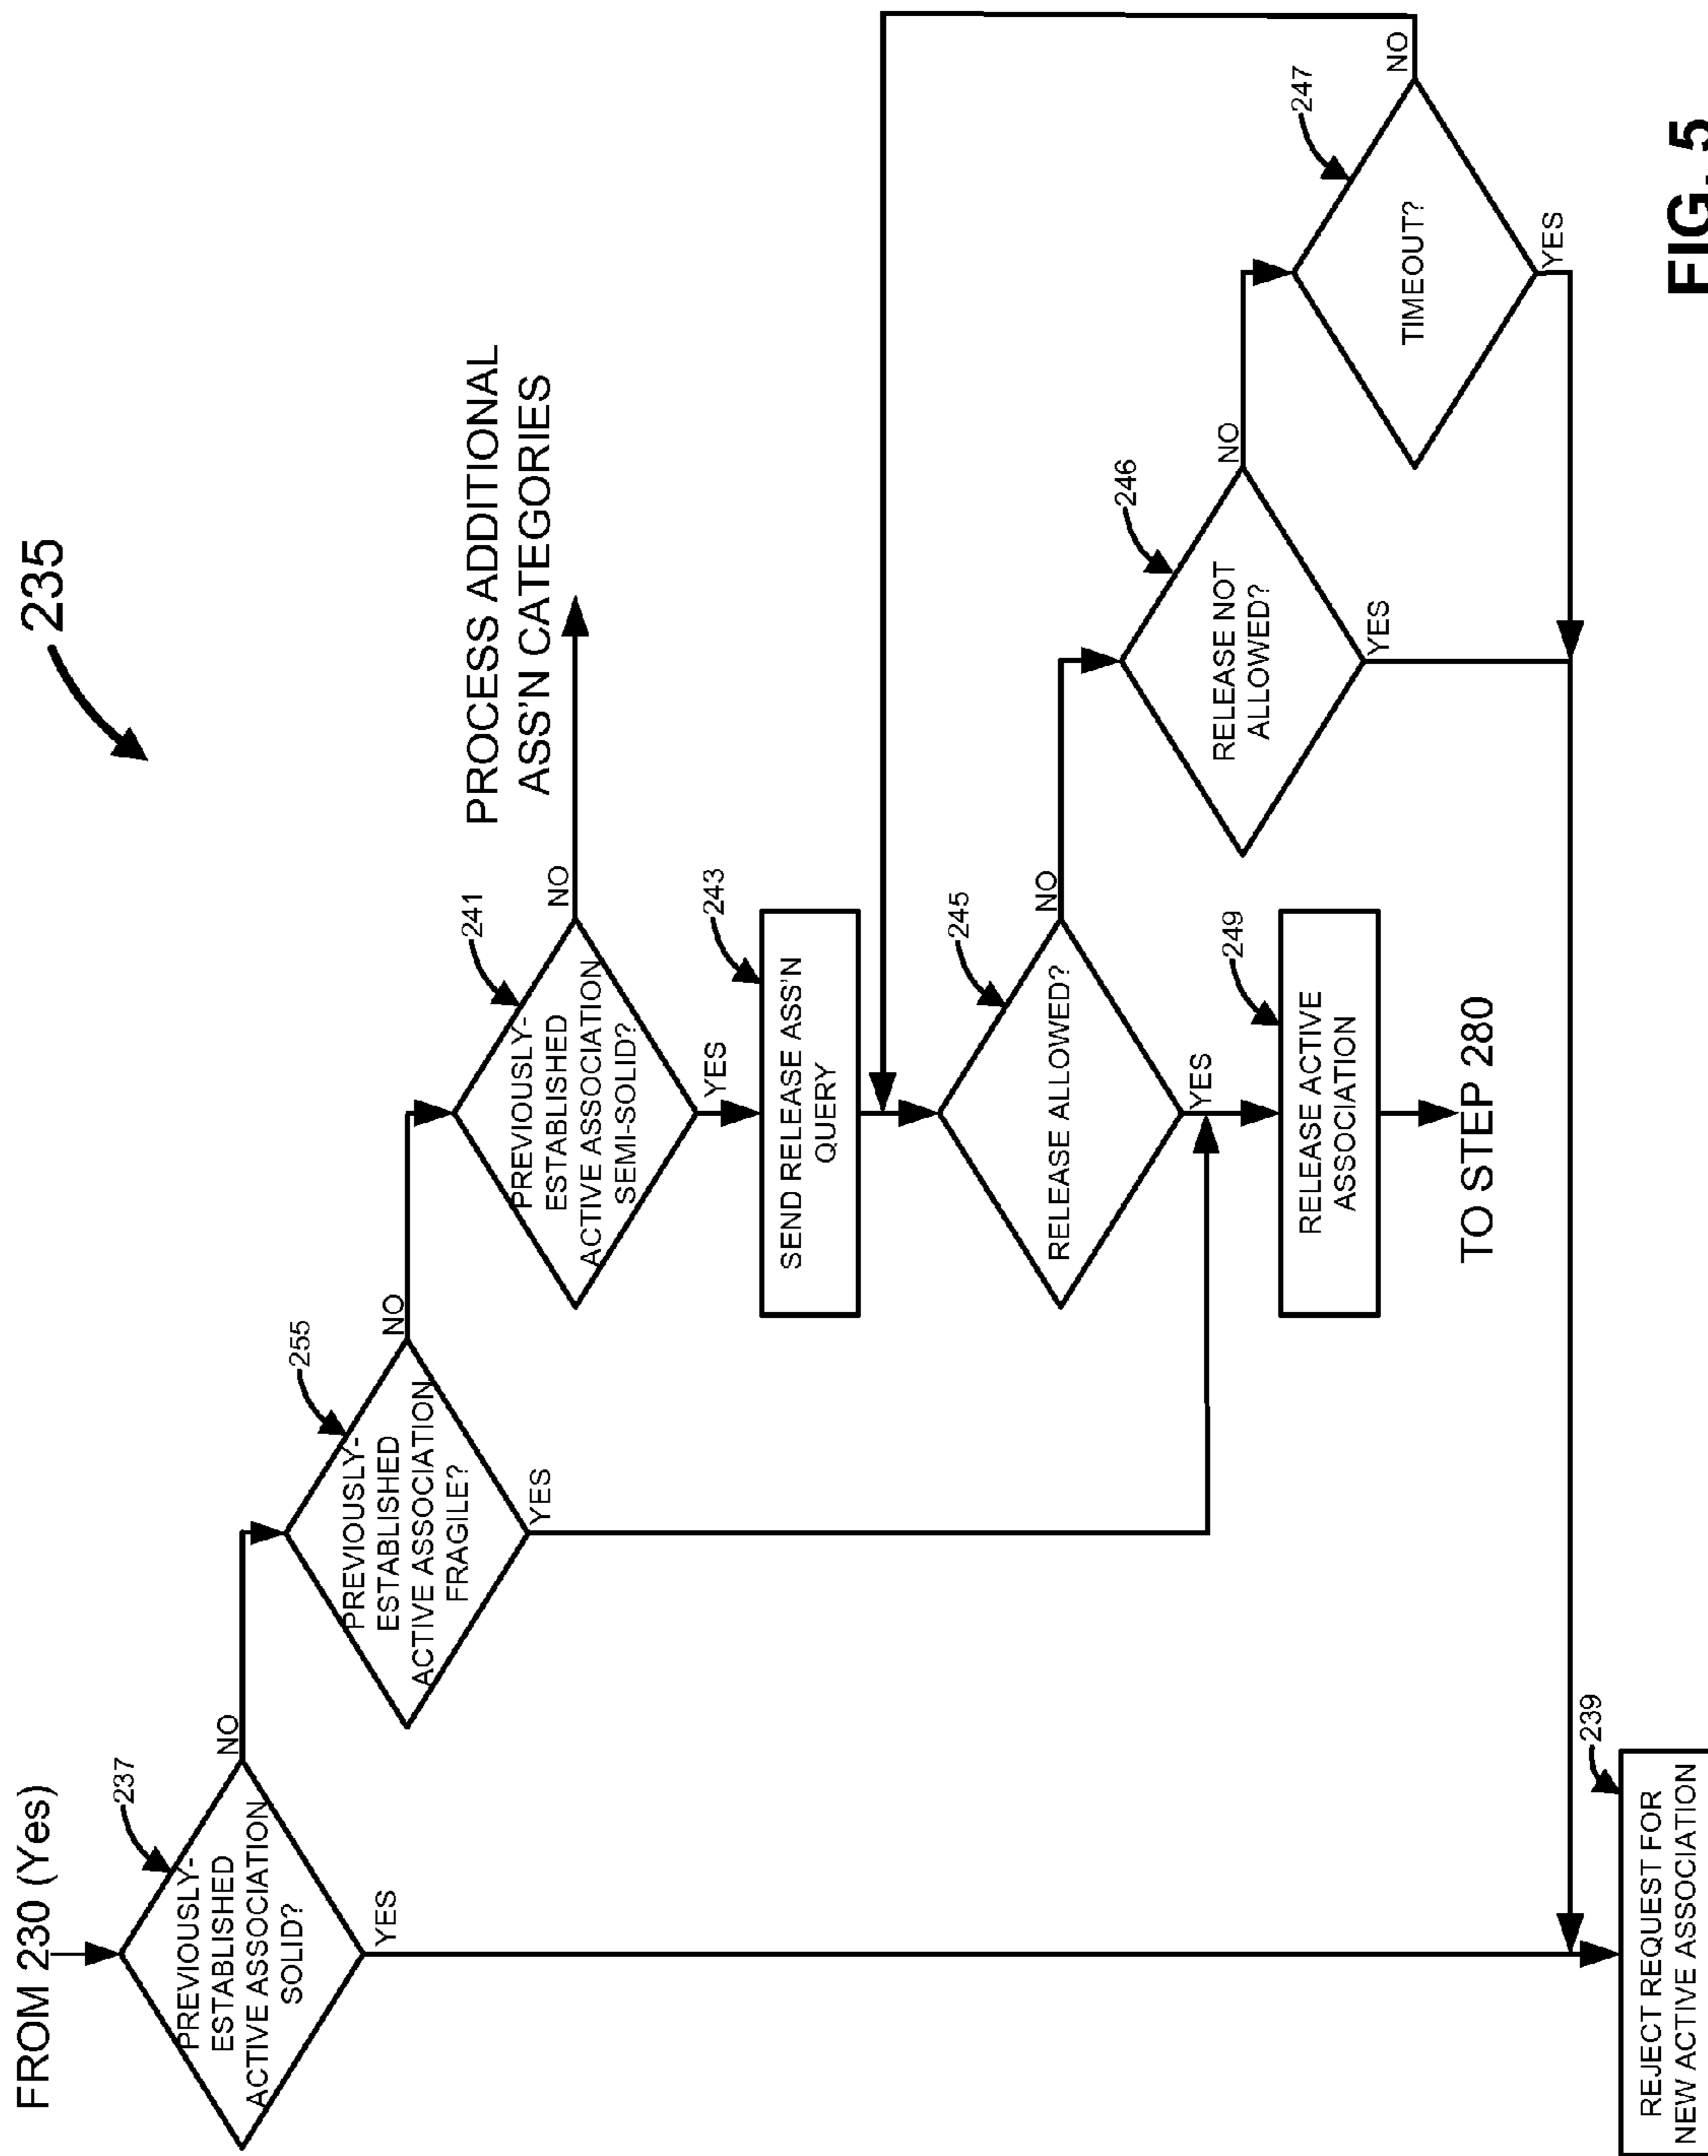 235
FROM 230 (Yes)
237
PREVIOUSLY-
ESTABLISHED
ACTIVE ASSOCIATION
SOLID?
NO
YES
255
PREVIOUSLY-
ESTABLISHED
ACTIVE ASSOCIATION
FRAGILE?
NO
YES
241
PREVIOUSLY-
ESTABLISHED
ACTIVE ASSOCIATION
SEMI-SOLID?
NO
YES
PROCESS ADDITIONAL
ASS'N CATEGORIES
243
SEND RELEASE ASS'N
QUERY
245
RELEASE ALLOWED?
NO
YES
246
RELEASE NOT
ALLOWED?
NO
YES
247
TIMEOUT?
NO
YES
249
RELEASE ACTIVE
ASSOCIATION
TO STEP 280
239
REJECT REQUEST FOR
NEW ACTIVE ASSOCIATION
FIG. 5